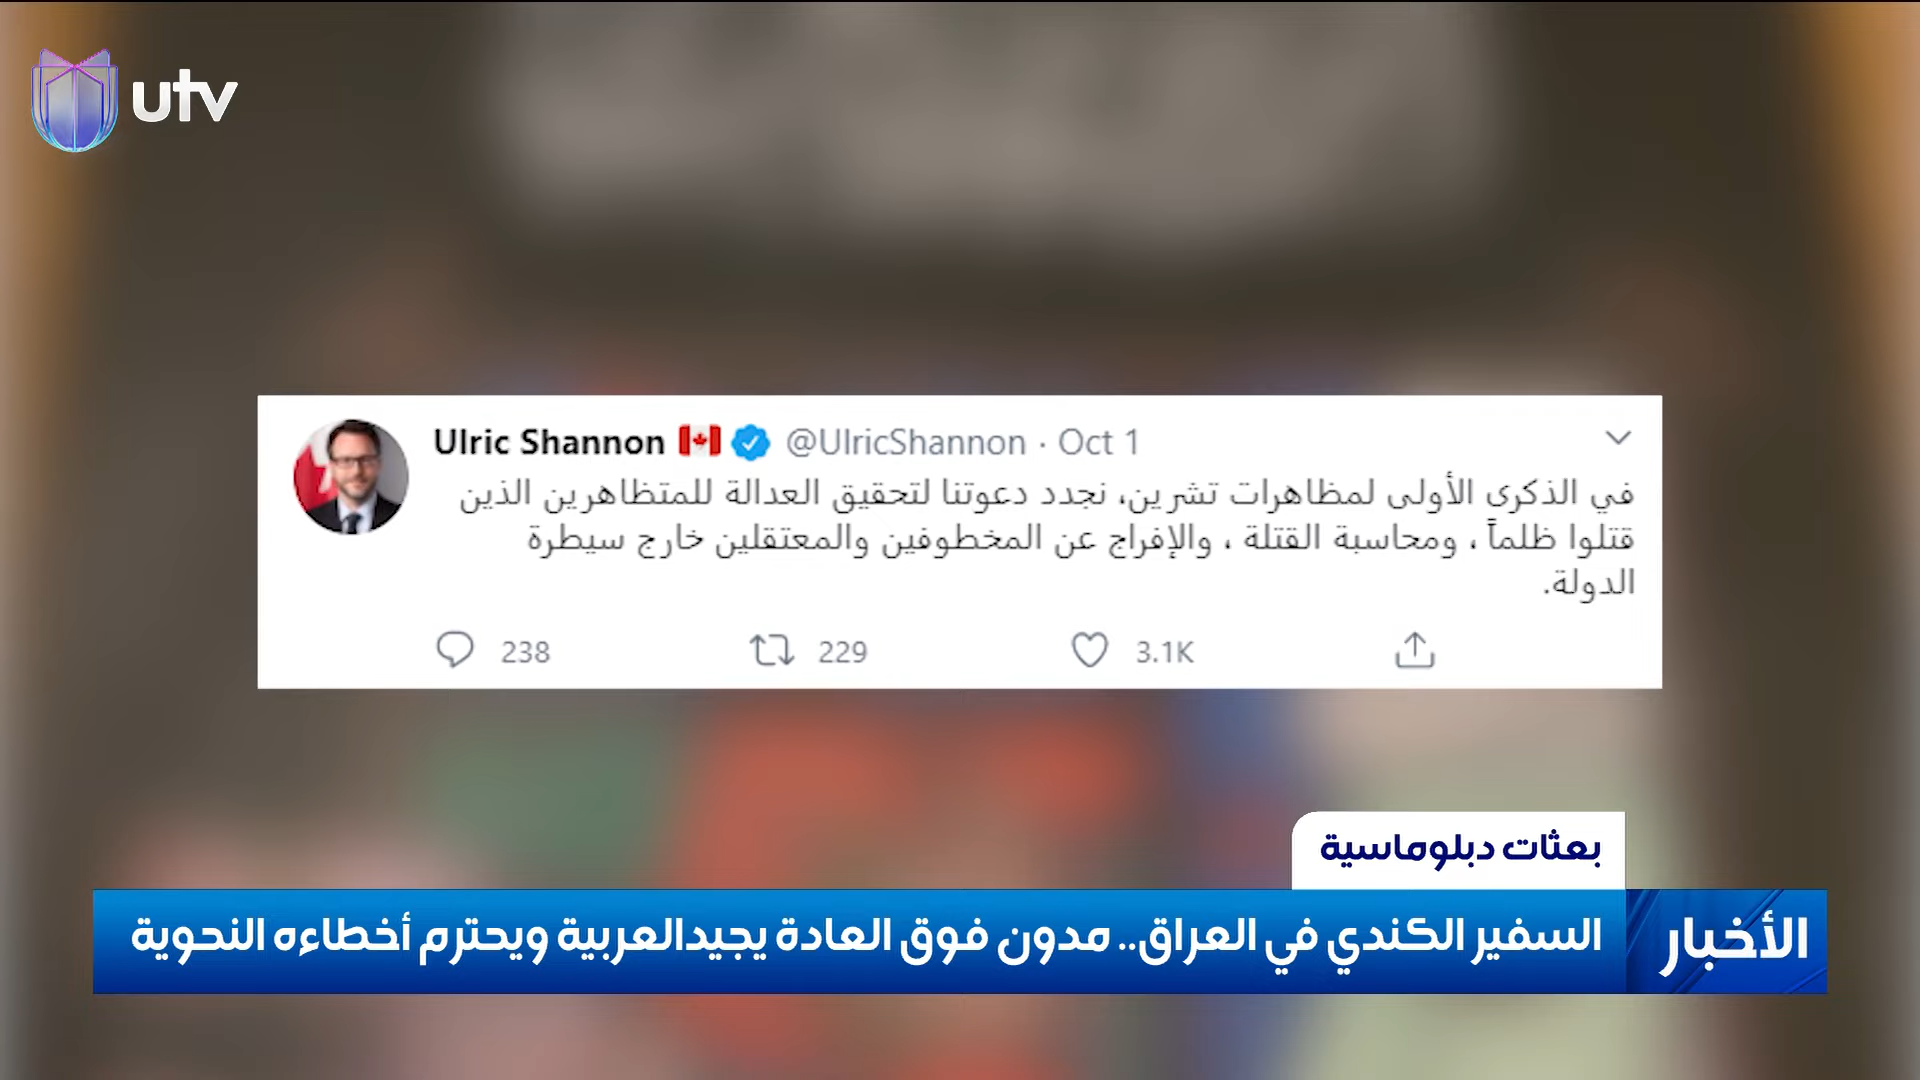 utv
Ulric Shannon @UlricShannon · Oct 1
في الذكرى الأولى لمظاهرات تشرين، نجدد دعوتنا لتحقيق العدالة للمتظاهرين الذين
قتلوا ظلماً ، ومحاسبة القتلة ، والإفراج عن المخطوفين والمعتقلين خارج سيطرة
الدولة.
238 229 3.1K
بعثات دبلوماسية
الأخبار
السفير الكندي في العراق.. مدون فوق العادة يجيدالعربية ويحترم أخطاءه النحوية